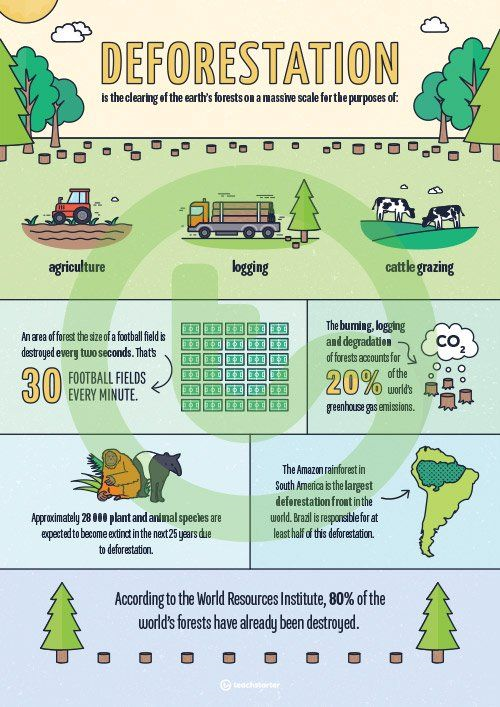 DEFORESTATION
is the clearing of the earth's forests on a massive scale for the purposes of:
agriculture
logging
cattle grazing
An area of forest the size of a football field is
destroyed every two seconds. That's
30 FOOTBALL FIELDS
EVERY MINUTE.
The burning, logging
and degradation
of forests accounts for
20% of the
world's
greenhouse gas emissions.
CO2
Approximately 28 000 plant and animal species are
expected to become extinct in the next 25 years due
to deforestation.
The Amazon rainforest in
South America is the largest
deforestation front in the
world. Brazil is responsible for at
least half of this deforestation.
According to the World Resources Institute, 80% of the
world's forests have already been destroyed.
teachstarter